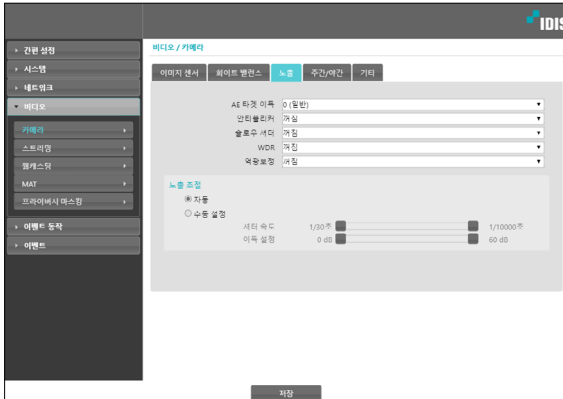 IDIS
비디오 / 카메라
간편 설정
시스템
네트워크
비디오
카메라
스트리밍
웹캐스팅
MAT
프라이버시 마스킹
이벤트 동작
이벤트
이미지 센서 화이트 밸런스 노출 주간/야간 기타
AE 타겟 이득 0 (일반)
안티플리커 꺼짐
슬로우 셔터 꺼짐
WDR 꺼짐
역광보정 꺼짐
노출 조절
자동
수동 설정
셔터 속도 1/30초 1/10000초
이득 설정 0 dB 60 dB
저장